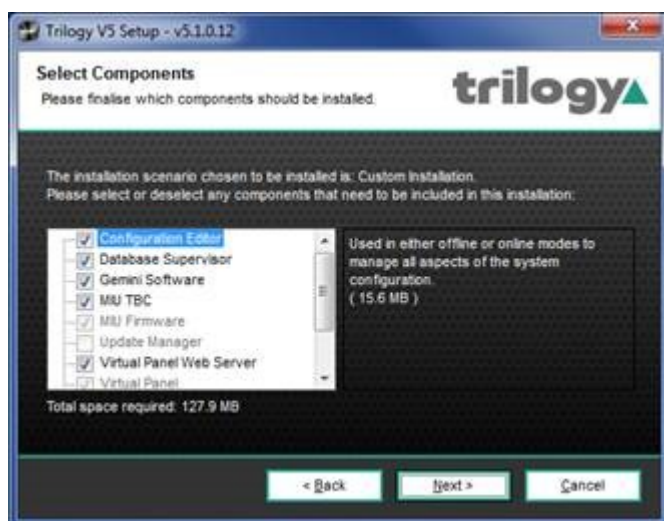 Trilogy V5 Setup - v5.1.0.12
Select Components
Please finalise which components should be installed.
trilogy
The installation scenario chosen to be installed is: Custom Installation.
Please select or deselect any components that need to be included in this installation:
Configuration Editor
Database Supervisor
Gemini Software
MIU TBC
MIU Firmware
Update Manager
Virtual Panel Web Server
Virtual Panel
Used in either offline or online modes to
manage all aspects of the system
configuration.
( 15.6 MB )
Total space required: 127.9 MB
< Back
Next >
Cancel